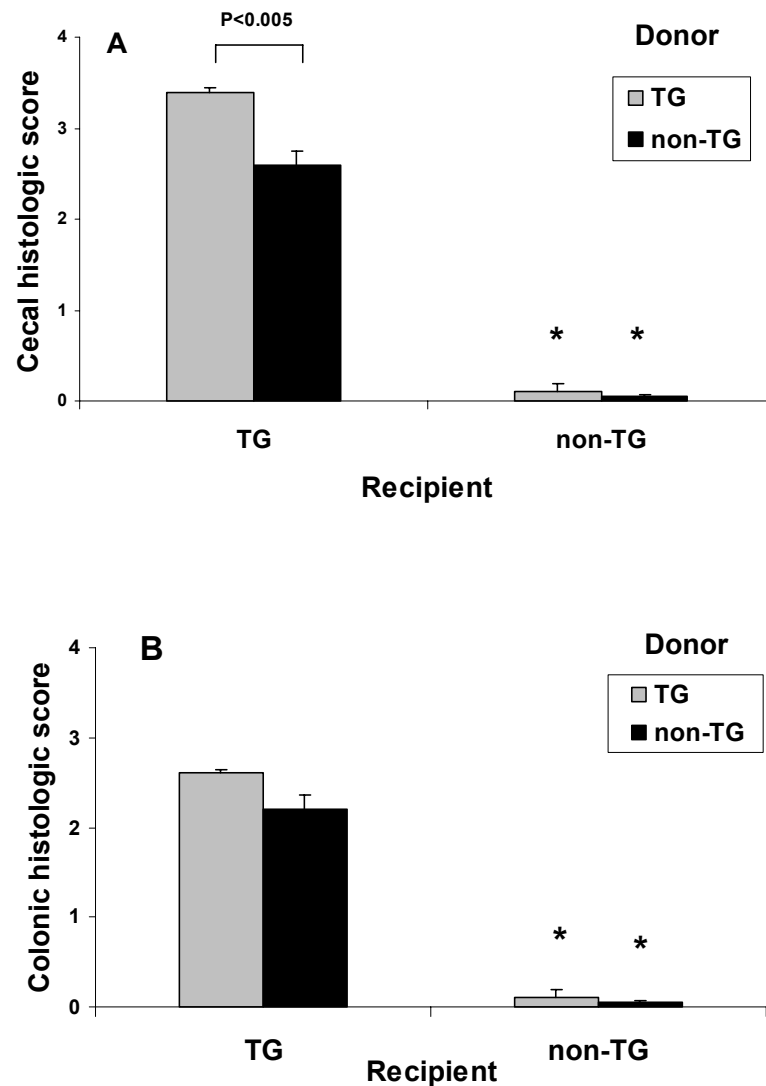 P<0.005
A
Donor
TG
non-TG
Cecal histologic score
4
3
2
1
0
* *
TG non-TG
Recipient
B
Donor
TG
non-TG
Colonic histologic score
4
3
2
1
0
* *
TG non-TG
Recipient